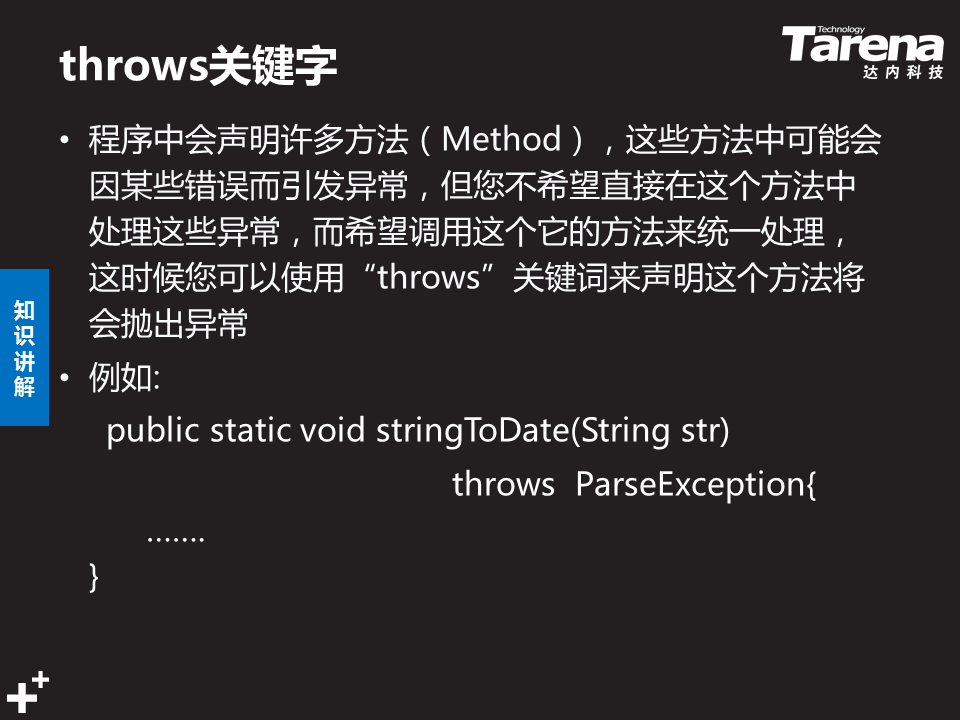 throws关键字
Technology
Tarena
达内科技
• 程序中会声明许多方法（Method），这些方法中可能会
因某些错误而引发异常，但您不希望直接在这个方法中
处理这些异常，而希望调用这个它的方法来统一处理，
这时候您可以使用“throws”关键词来声明这个方法将
会抛出异常
知识讲解
• 例如:
public static void stringToDate(String str)
throws ParseException{
.......
}